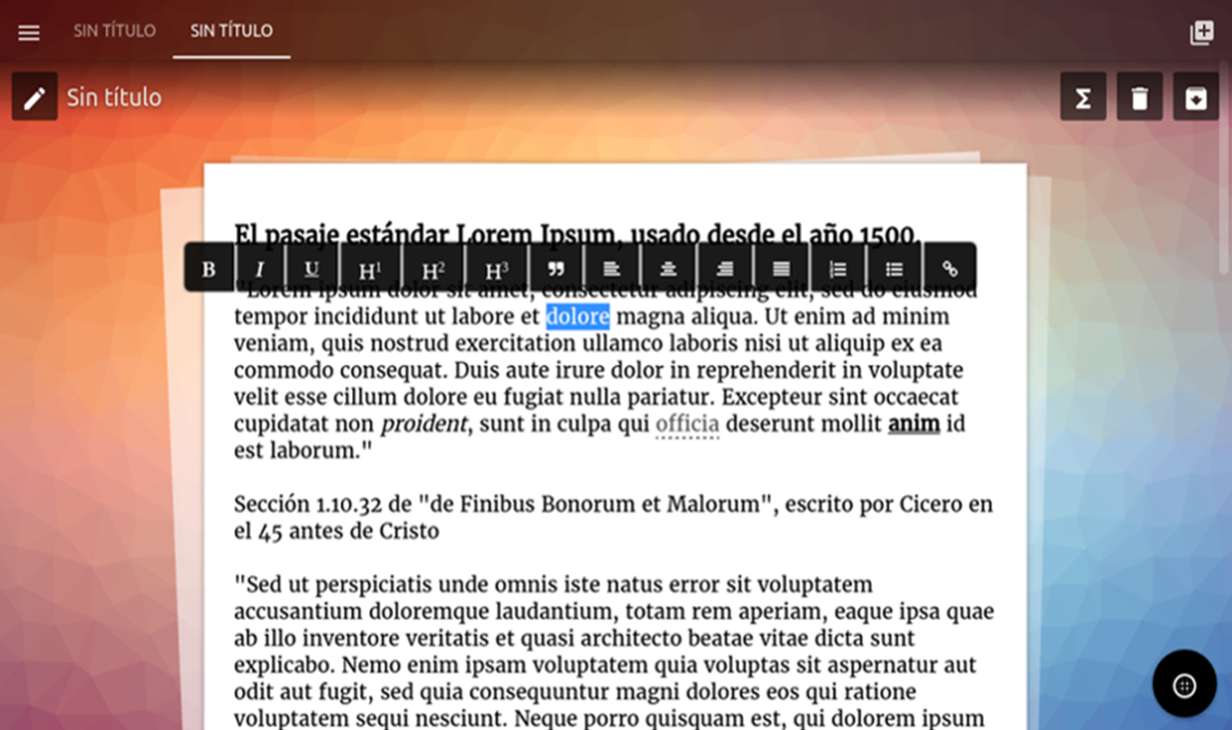 SIN TÍTULO SIN TÍTULO
Sin título Σ
El pasaje estándar Lorem Ipsum, usado desde el año 1500.
B I U H¹ H² H³
"Lorem ipsum dolor sit amet, consectetur adipiscing elit, sed do eiusmod
tempor incididunt ut labore et dolore magna aliqua. Ut enim ad minim
veniam, quis nostrud exercitation ullamco laboris nisi ut aliquip ex ea
commodo consequat. Duis aute irure dolor in reprehenderit in voluptate
velit esse cillum dolore eu fugiat nulla pariatur. Excepteur sint occaecat
cupidatat non proident, sunt in culpa qui officia deserunt mollit anim id
est laborum."
Sección 1.10.32 de "de Finibus Bonorum et Malorum", escrito por Cicero en
el 45 antes de Cristo
"Sed ut perspiciatis unde omnis iste natus error sit voluptatem
accusantium doloremque laudantium, totam rem aperiam, eaque ipsa quae
ab illo inventore veritatis et quasi architecto beatae vitae dicta sunt
explicabo. Nemo enim ipsam voluptatem quia voluptas sit aspernatur aut
odit aut fugit, sed quia consequuntur magni dolores eos qui ratione
voluptatem sequi nesciunt. Neque porro quisquam est, qui dolorem ipsum